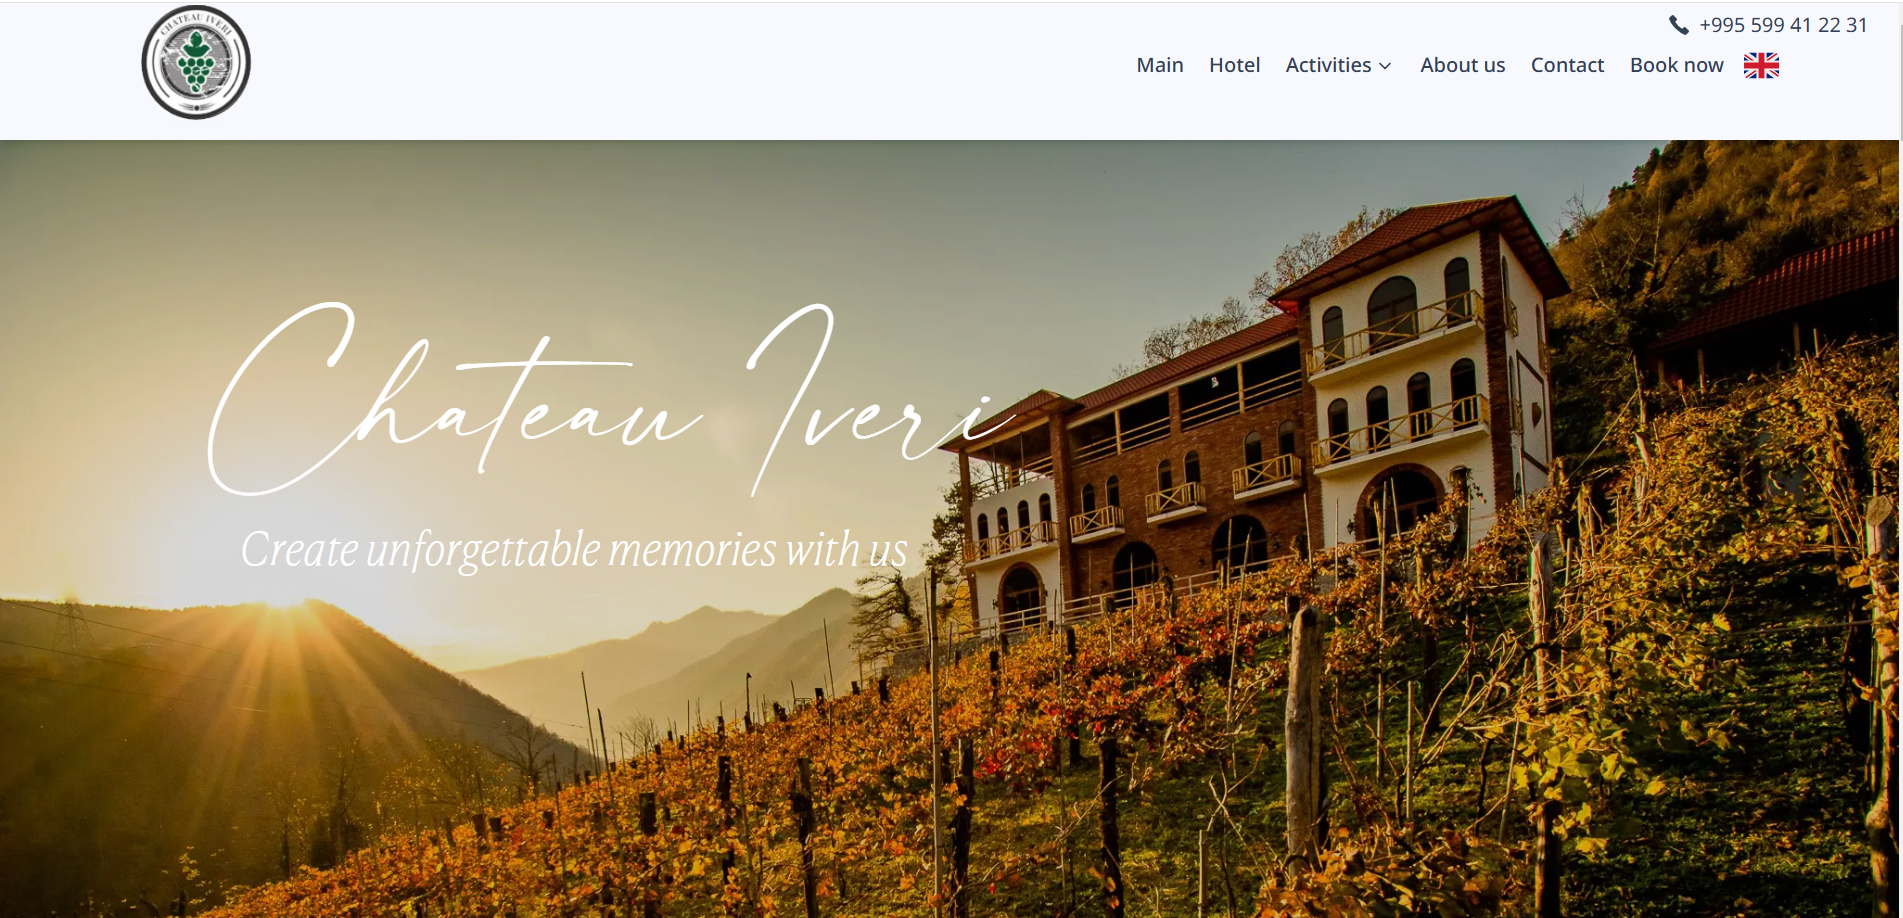 CHATEAU IVERI
+995 599 41 22 31
Main Hotel Activities About us Contact Book now
Chateau Iveri
Create unforgettable memories with us